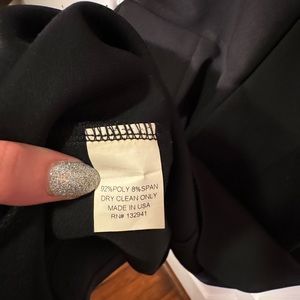 92%POLY 8%SPAN
DRY CLEAN ONLY
MADE IN USA
RN# 132941